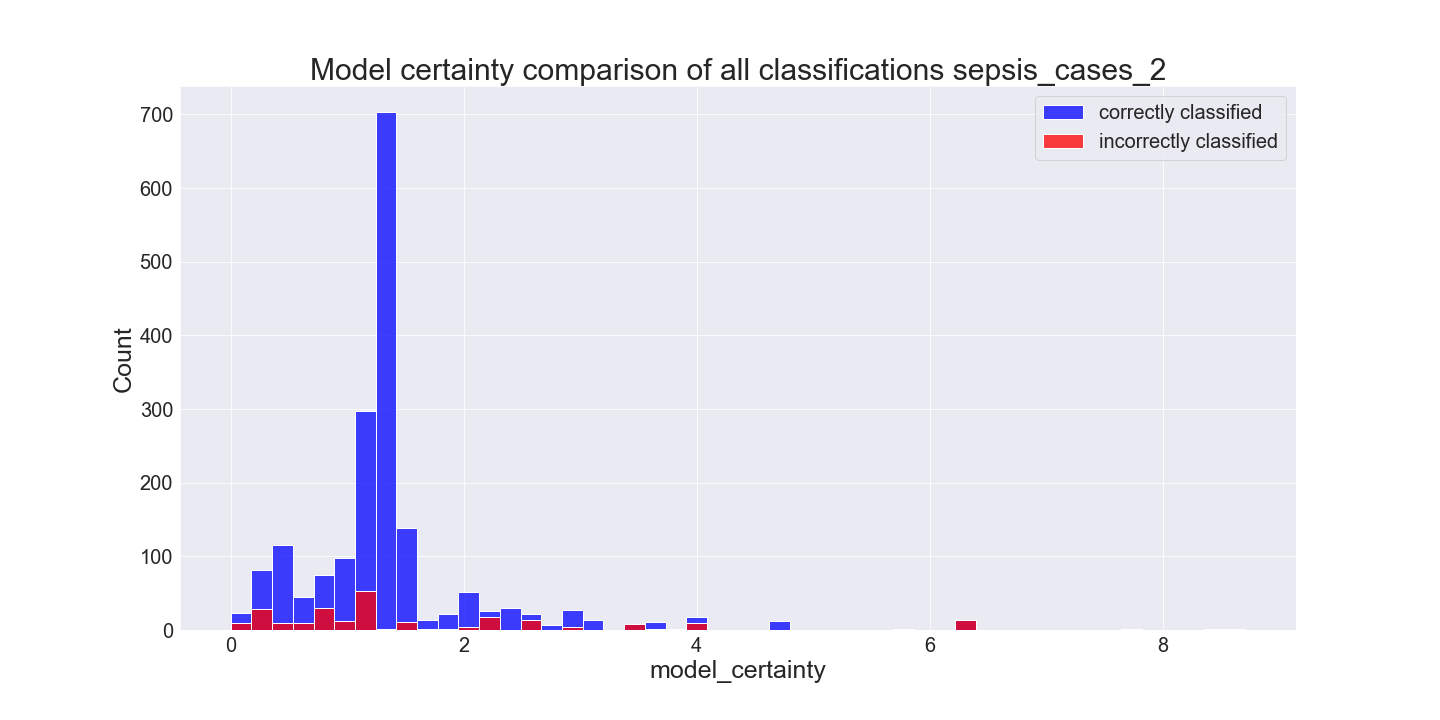 Model certainty comparison of all classifications sepsis_cases_2
correctly classified
incorrectly classified
700
600
500
400
300
200
100
0
Count
0 2 4 6 8
model_certainty